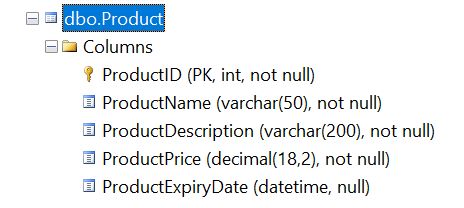 dbo.Product
Columns
ProductID (PK, int, not null)
ProductName (varchar(50), not null)
ProductDescription (varchar(200), not null)
ProductPrice (decimal(18,2), not null)
ProductExpiryDate (datetime, null)